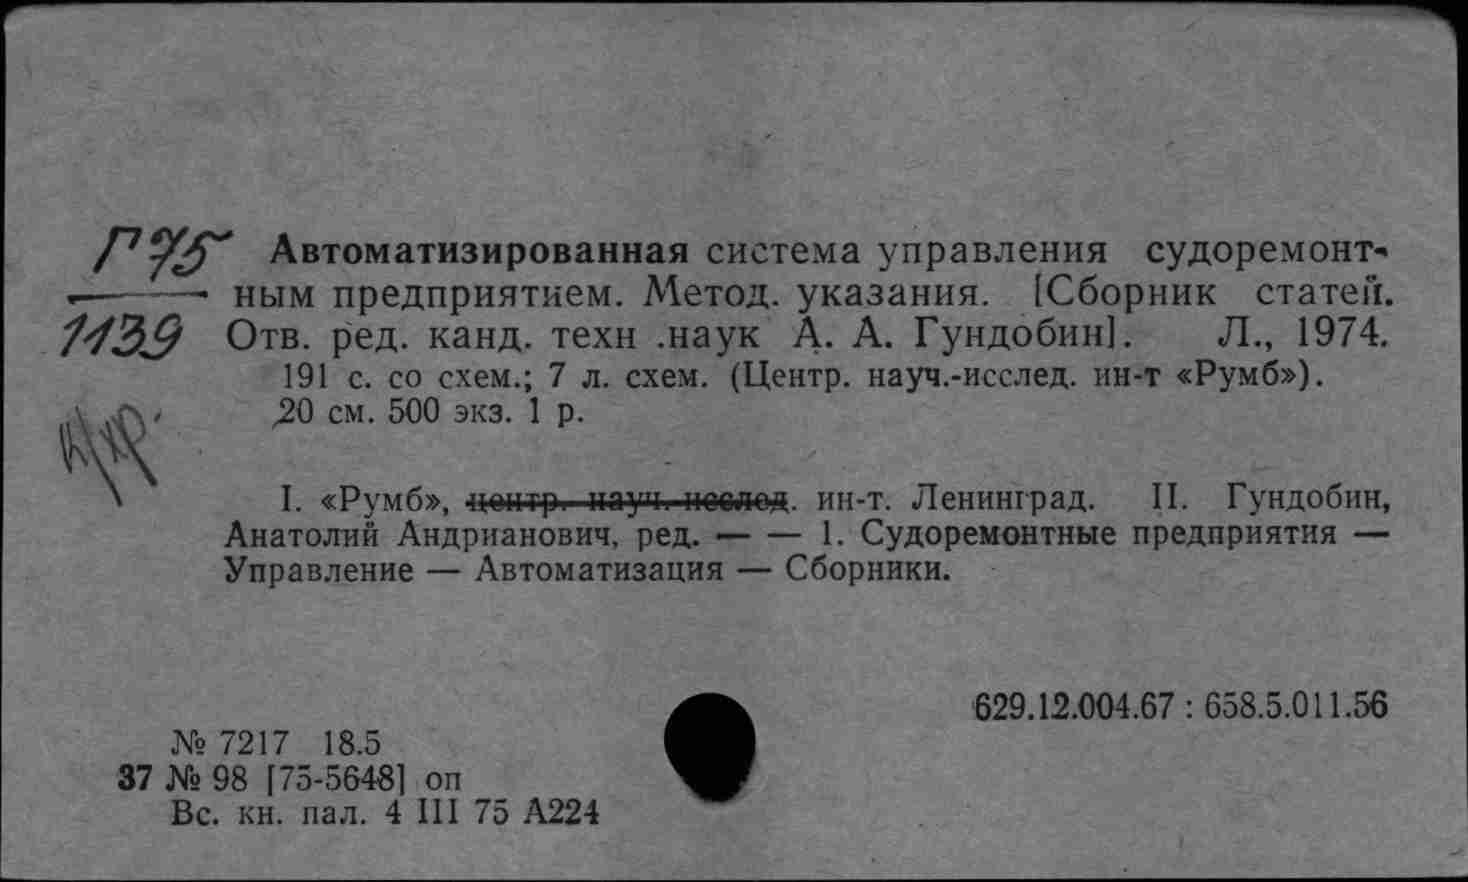 Г75
1139
Автоматизированная система управления судоремонт-
ным предприятием. Метод. указания. [Сборник статей.
Отв. ред. канд. техн .наук А. А. Гундобин]. Л., 1974.
191 с. со схем.; 7 л. схем. (Центр. науч.-исслед. ин-т «Румб»).
20 см. 500 экз. 1 р.
I. «Румб», центр. науч. исслед. ин-т. Ленинград. II. Гундобин,
Анатолий Андрианович, ред. — — 1. Судоремонтные предприятия —
Управление — Автоматизация — Сборники.
629.12.004.67 : 658.5.011.56
№ 7217 18.5
37 № 98 [75-5648] оп
Вс. кн. пал. 4 III 75 А224